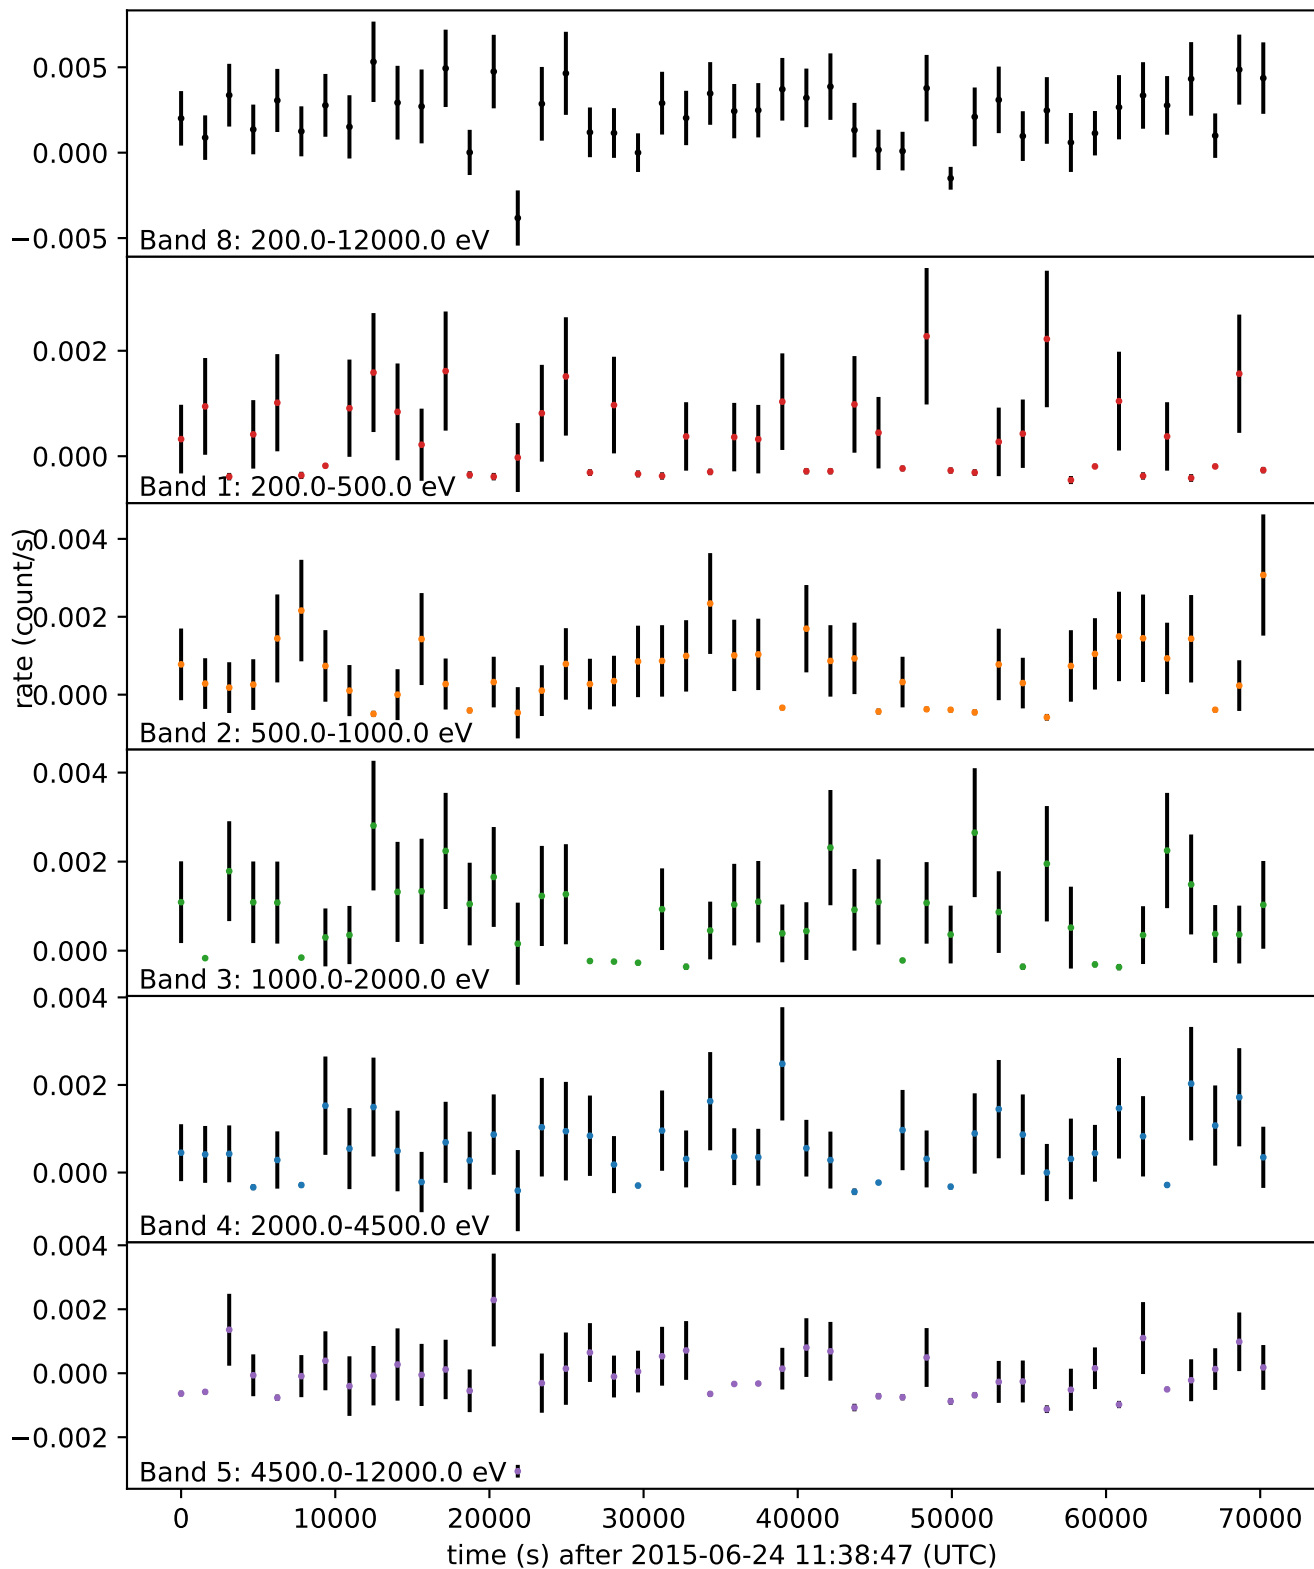 0.005
0.000
−0.005
Band 8: 200.0-12000.0 eV
0.002
0.000
Band 1: 200.0-500.0 eV
rate (count/s)
0.004
0.002
0.000
Band 2: 500.0-1000.0 eV
0.004
0.002
0.000
Band 3: 1000.0-2000.0 eV
0.004
0.002
0.000
Band 4: 2000.0-4500.0 eV
0.004
0.002
0.000
−0.002
Band 5: 4500.0-12000.0 eV
0 10000 20000 30000 40000 50000 60000 70000
time (s) after 2015-06-24 11:38:47 (UTC)